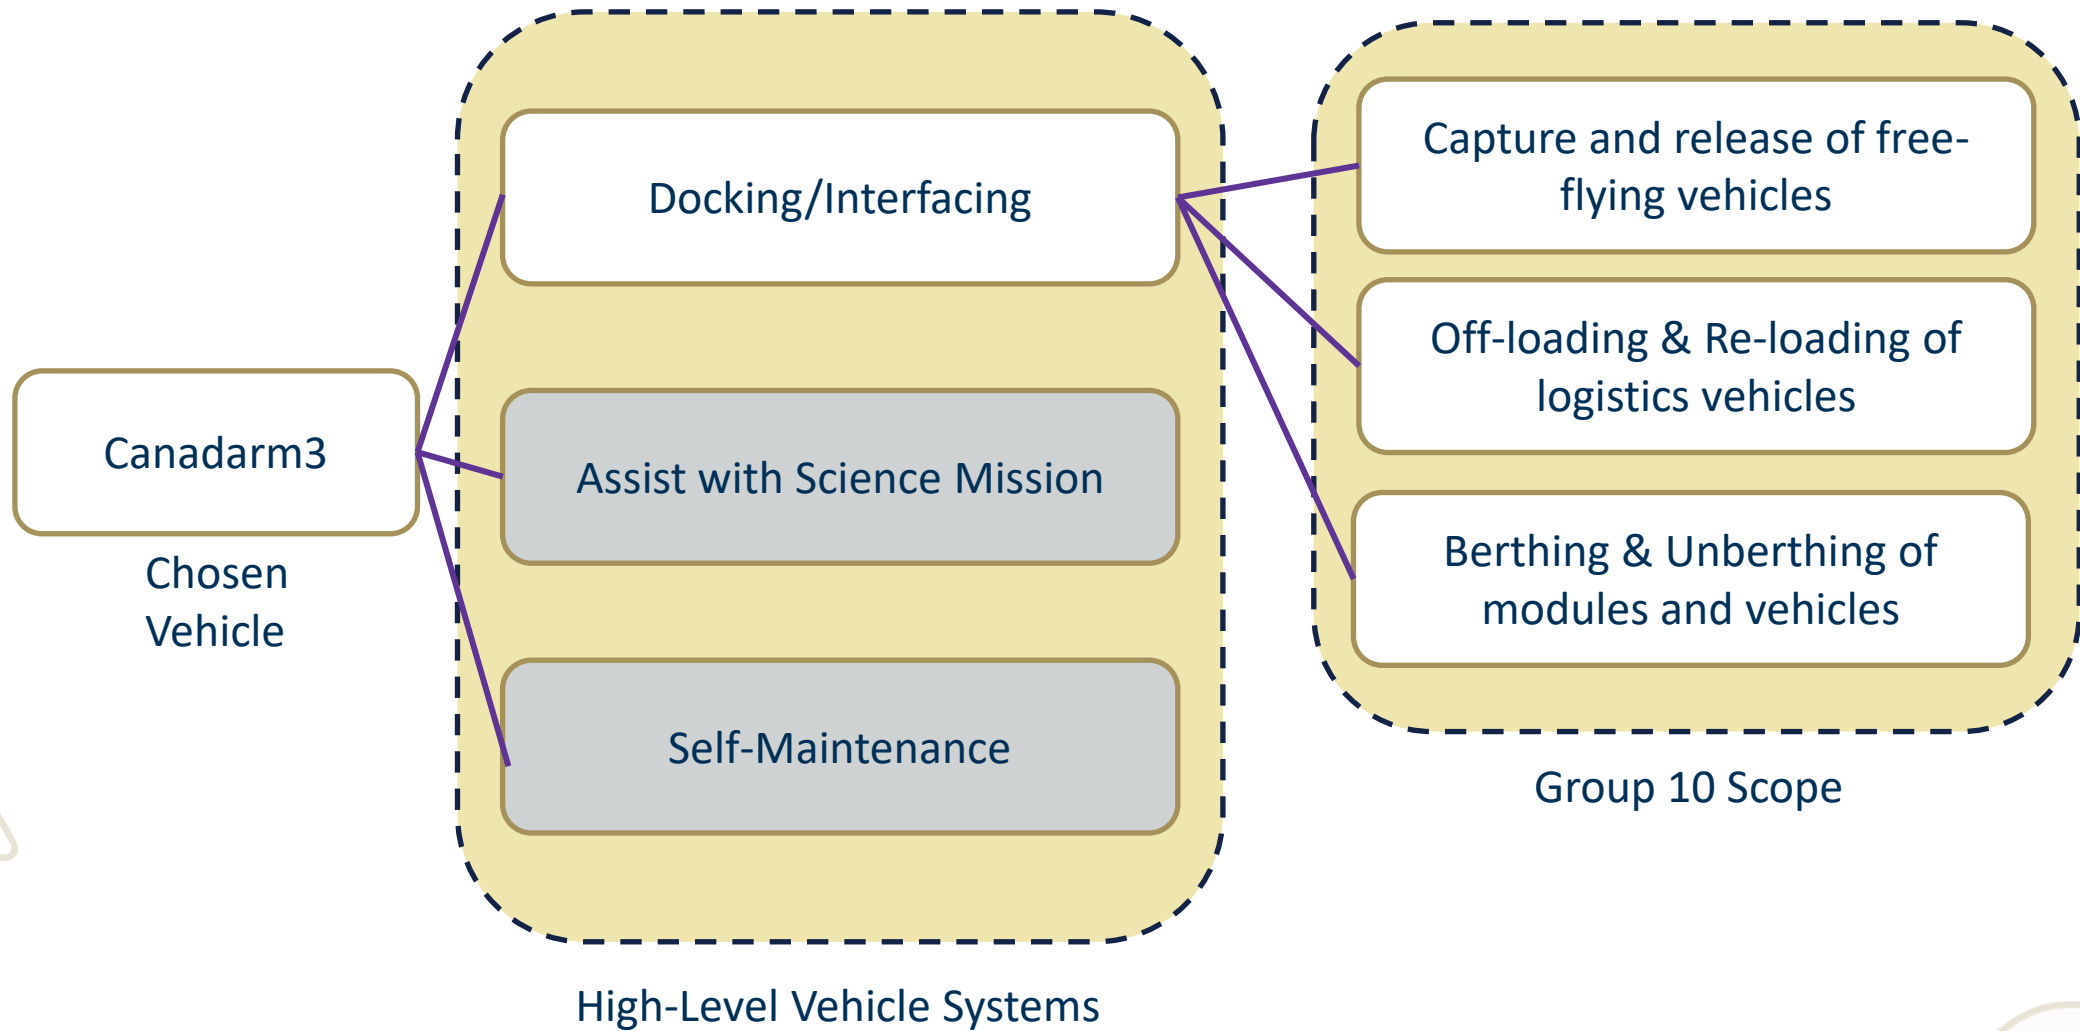 Canadarm3
Chosen
Vehicle
Docking/Interfacing
Assist with Science Mission
Self-Maintenance
High-Level Vehicle Systems
Capture and release of free-
flying vehicles
Off-loading & Re-loading of
logistics vehicles
Berthing & Unberthing of
modules and vehicles
Group 10 Scope